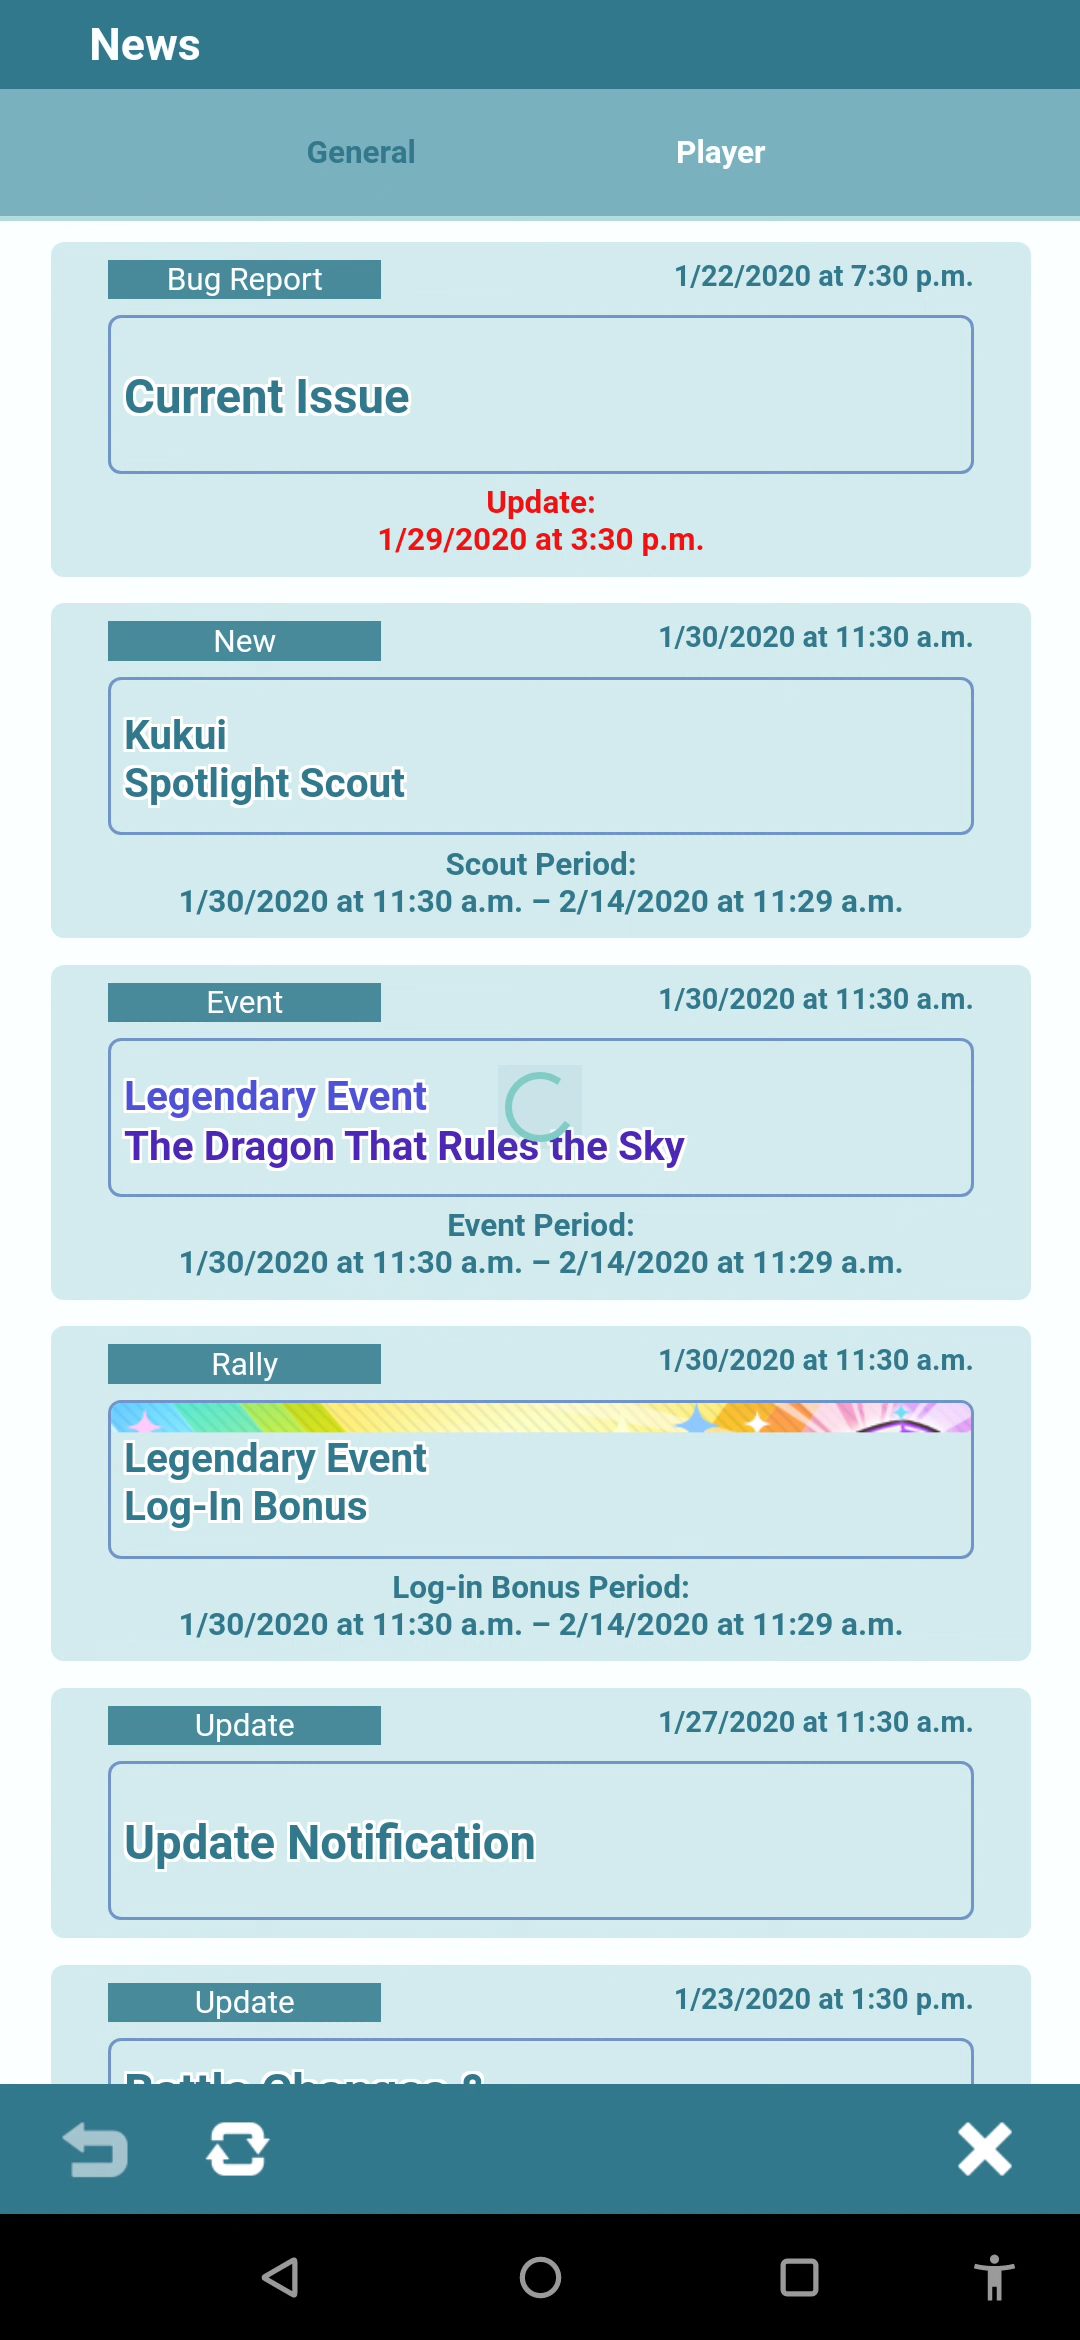 News
General
Player
Bug Report
1/22/2020 at 7:30 p.m.
Current Issue
Update:
1/29/2020 at 3:30 p.m.
New
1/30/2020 at 11:30 a.m.
Kukui
Spotlight Scout
Scout Period:
1/30/2020 at 11:30 a.m. – 2/14/2020 at 11:29 a.m.
Event
1/30/2020 at 11:30 a.m.
Legendary Event
The Dragon That Rules the Sky
Event Period:
1/30/2020 at 11:30 a.m. – 2/14/2020 at 11:29 a.m.
Rally
1/30/2020 at 11:30 a.m.
Legendary Event
Log-In Bonus
Log-in Bonus Period:
1/30/2020 at 11:30 a.m. – 2/14/2020 at 11:29 a.m.
Update
1/27/2020 at 11:30 a.m.
Update Notification
Update
1/23/2020 at 1:30 p.m.
Battle Changes &